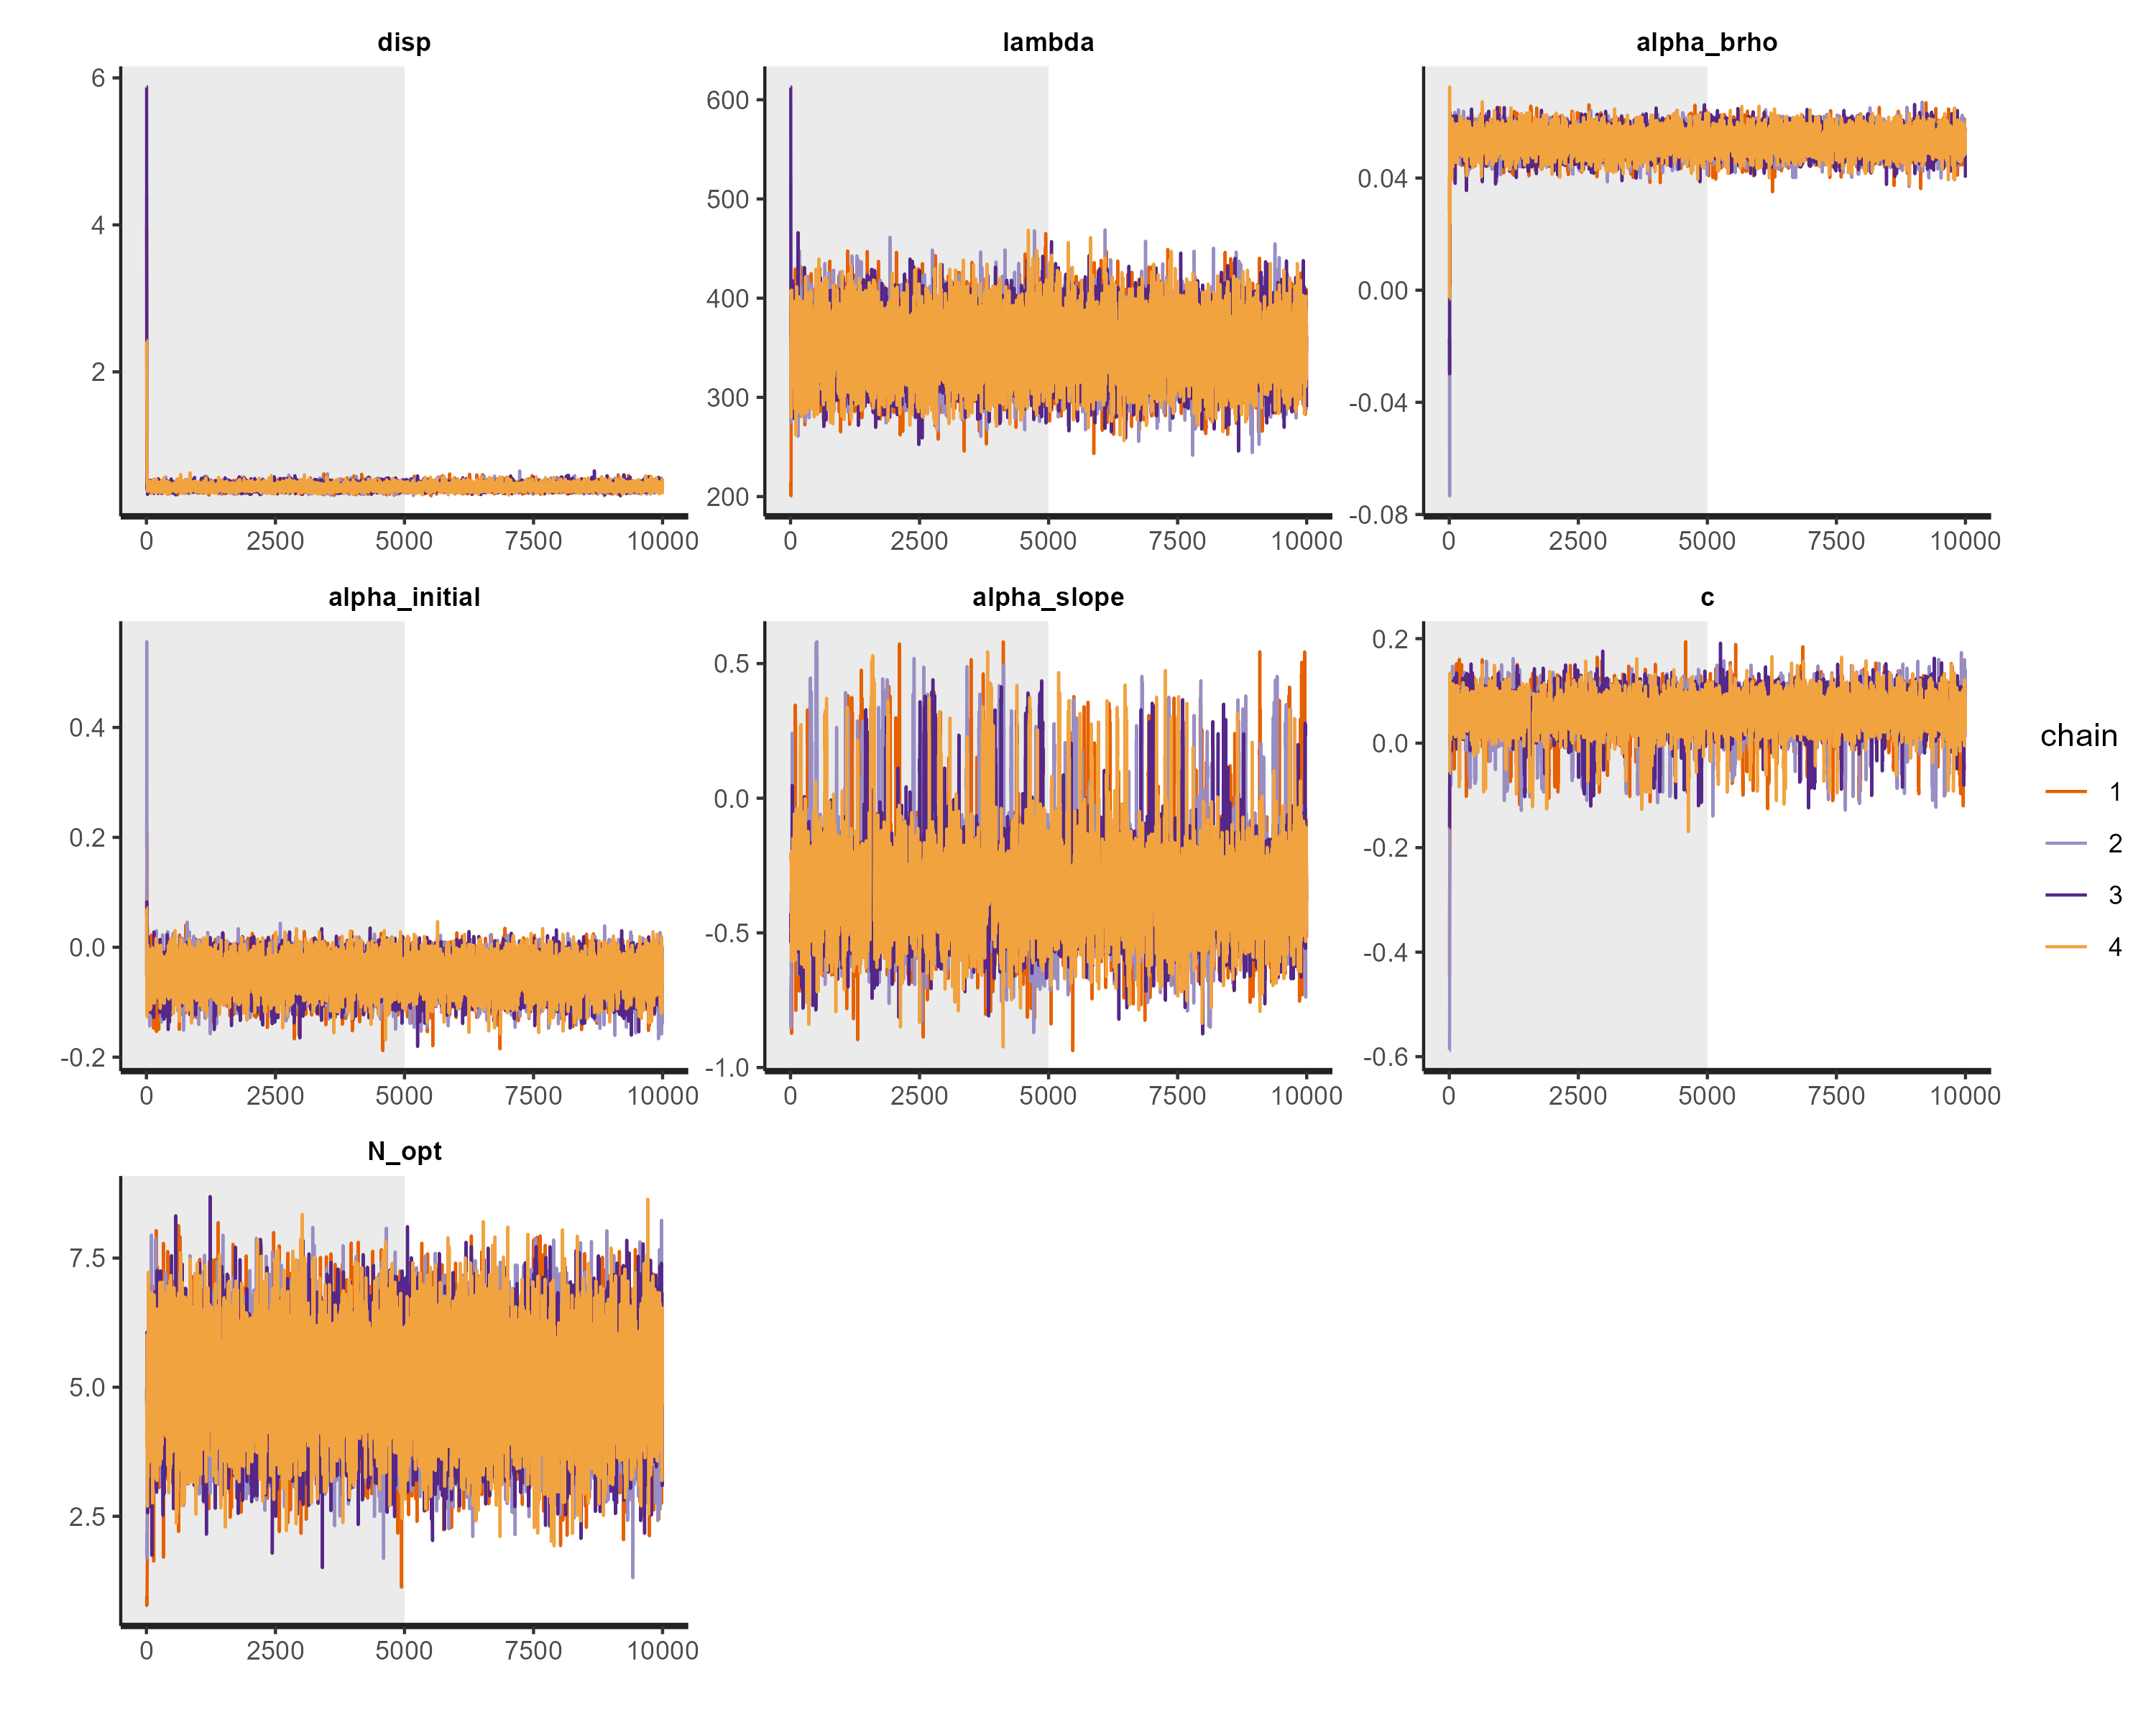 disp lambda alpha_brho
6 4 2
600 500 400 300 200
0.04 0.00 -0.04 -0.08
0 2500 5000 7500 10000 0 2500 5000 7500 10000 0 2500 5000 7500 10000
alpha_initial alpha_slope c
0.4 0.2 0.0 -0.2
0.5 0.0 -0.5 -1.0
0.2 0.0 -0.2 -0.4 -0.6
0 2500 5000 7500 10000 0 2500 5000 7500 10000 0 2500 5000 7500 10000
chain
1
2
3
4
N_opt
7.5
5.0
2.5
0 2500 5000 7500 10000